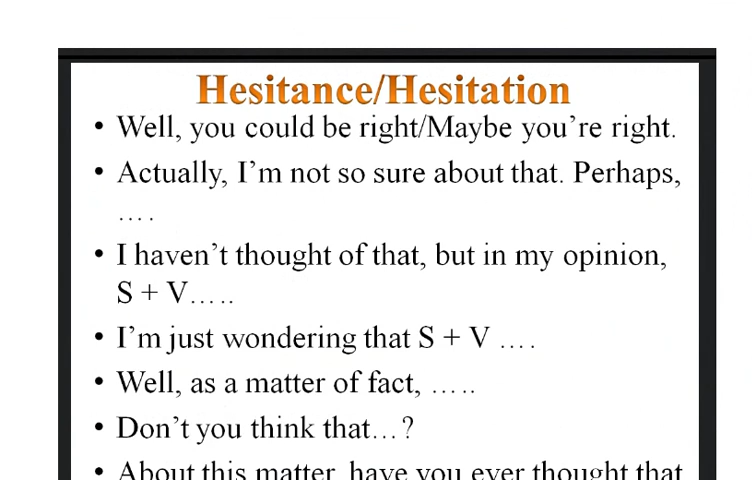 Hesitance/Hesitation
• Well, you could be right/Maybe you’re right.
• Actually, I’m not so sure about that. Perhaps,
….
• I haven’t thought of that, but in my opinion,
S + V…..
• I’m just wondering that S + V ….
• Well, as a matter of fact, …..
• Don’t you think that…?
• About this matter, have you ever thought that